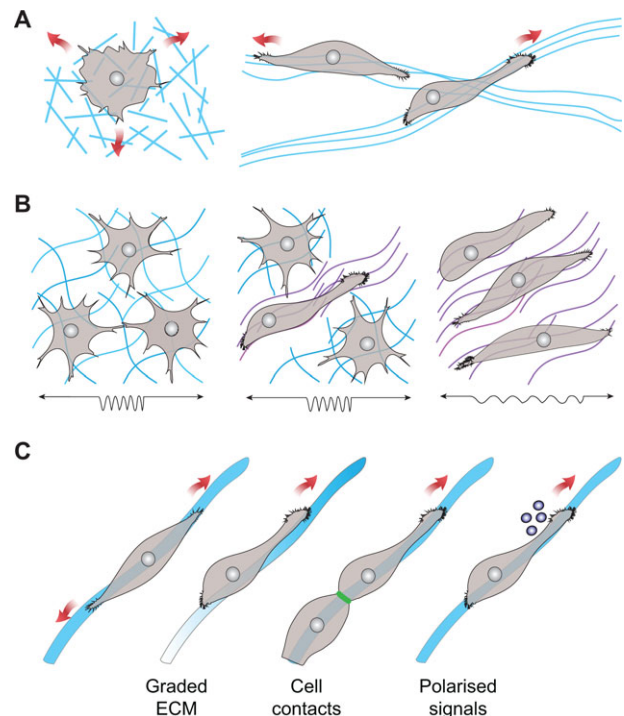 A
B
C
Graded
ECM
Cell
contacts
Polarised
signals